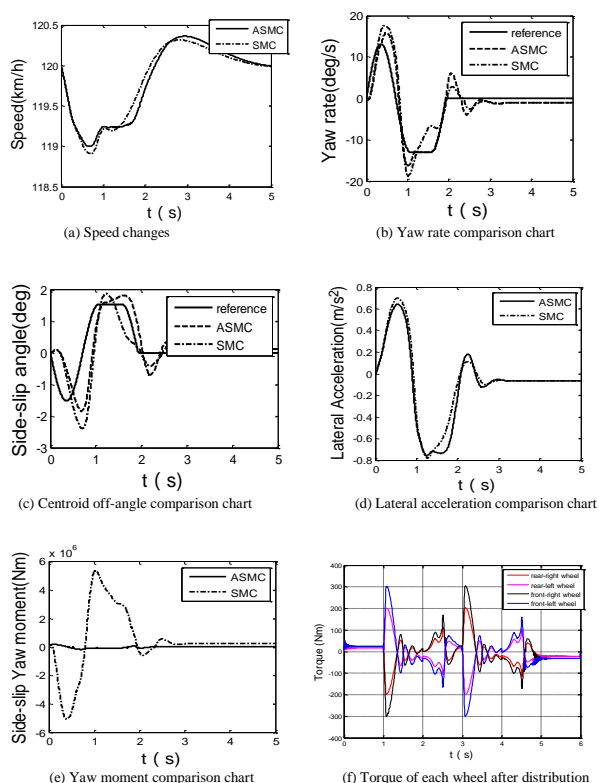 120.5
120
119.5
119
118.5
0 1 2 3 4 5
Speed(km/h)
t ( s)
ASMC
SMC
(a) Speed changes
20
10
0
-10
-20
0 1 2 3 4 5
Yaw rate(deg/s)
t ( s)
reference
ASMC
SMC
(b) Yaw rate comparison chart
2
1
0
-1
-2
-3
0 1 2 3 4 5
Side-slip angle(deg)
t ( s)
reference
ASMC
SMC
(c) Centroid off-angle comparison chart
0.8
0.6
0.4
0.2
0
-0.2
-0.4
-0.6
-0.8
0 1 2 3 4 5
Lateral Acceleration(m/s²)
t ( s)
ASMC
SMC
(d) Lateral acceleration comparison chart
x 10⁶
6
4
2
0
-2
-4
-6
0 1 2 3 4 5
Side-slip Yaw moment(Nm)
t ( s)
ASMC
SMC
(e) Yaw moment comparison chart
400
300
200
100
0
-100
-200
-300
-400
0 1 2 3 4 5 6
Torque (Nm)
t ( s)
rear-right wheel
rear-left wheel
front-right wheel
front-left wheel
(f) Torque of each wheel after distribution